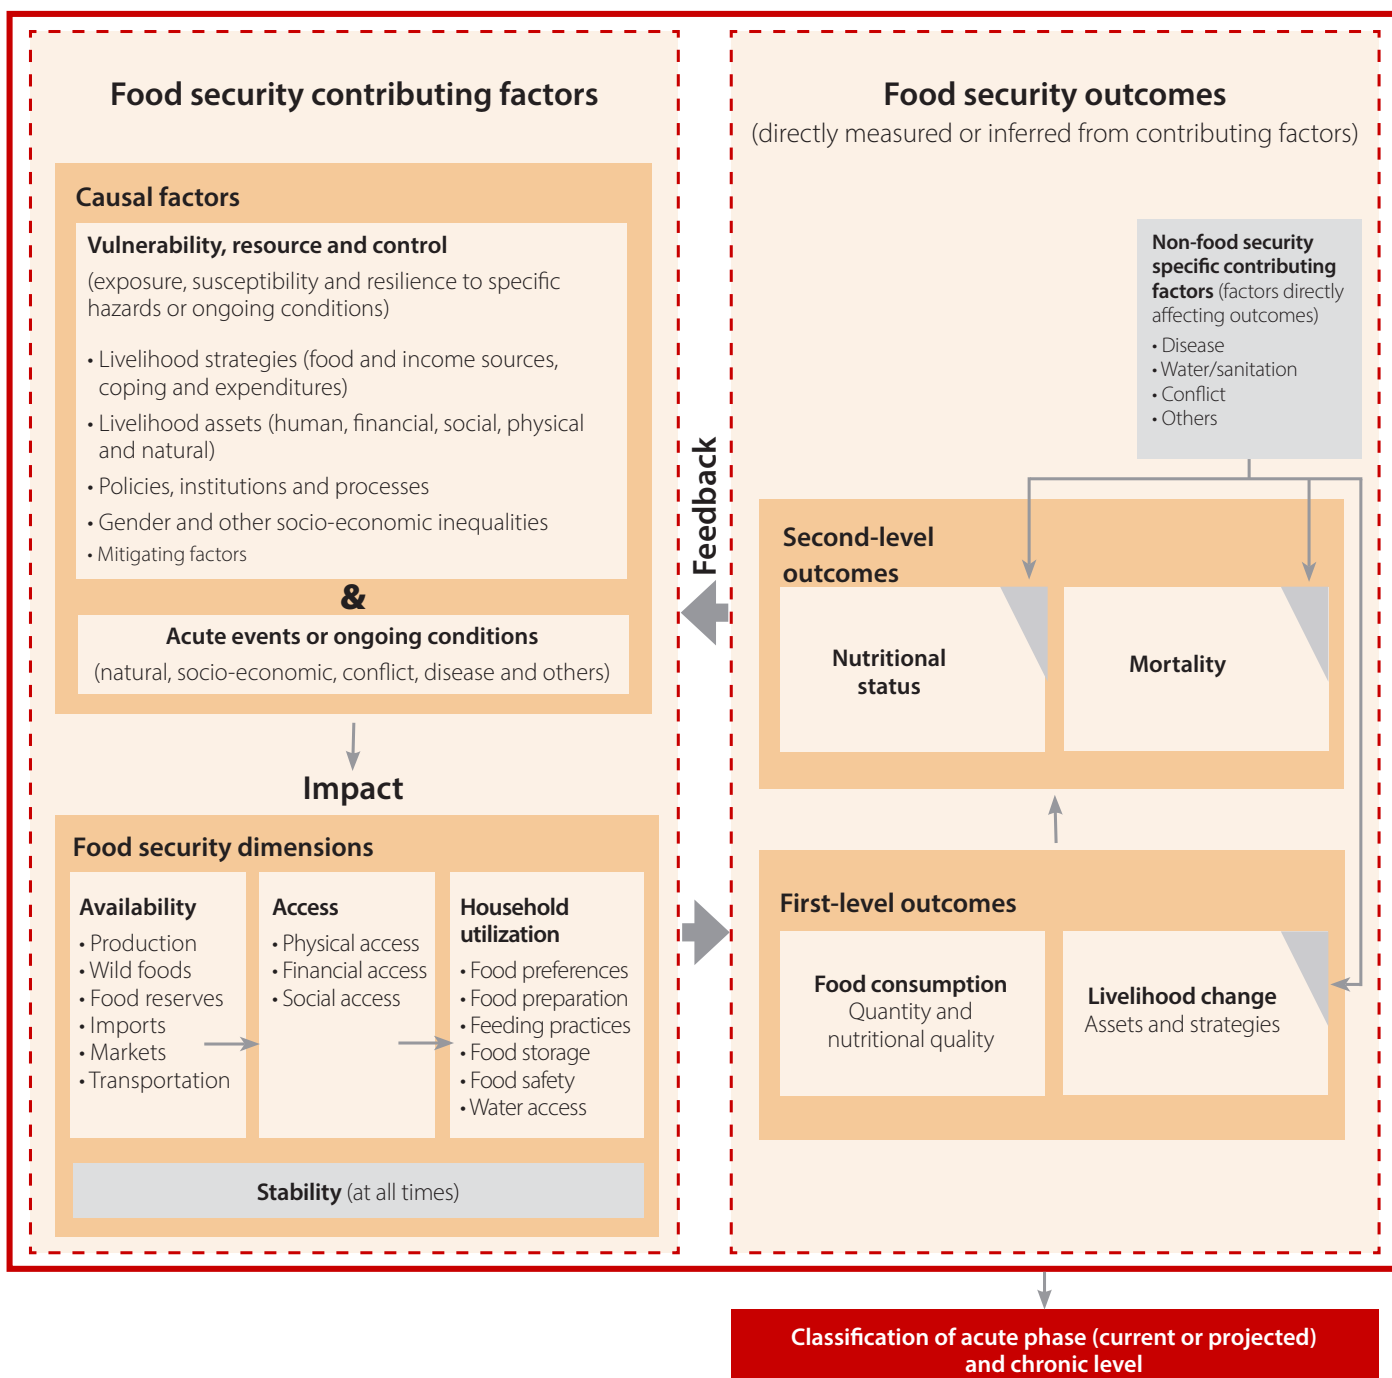 Food security contributing factors
Causal factors
Vulnerability, resource and control
(exposure, susceptibility and resilience to specific
hazards or ongoing conditions)
• Livelihood strategies (food and income sources,
coping and expenditures)
• Livelihood assets (human, financial, social, physical
and natural)
• Policies, institutions and processes
• Gender and other socio-economic inequalities
• Mitigating factors
&
Acute events or ongoing conditions
(natural, socio-economic, conflict, disease and others)
Impact
Food security dimensions
Availability
• Production
• Wild foods
• Food reserves
• Imports
• Markets
• Transportation
Access
• Physical access
• Financial access
• Social access
Household
utilization
• Food preferences
• Food preparation
• Feeding practices
• Food storage
• Food safety
• Water access
Stability (at all times)
Feedback
Food security outcomes
(directly measured or inferred from contributing factors)
Non-food security
specific contributing
factors (factors directly
affecting outcomes)
• Disease
• Water/sanitation
• Conflict
• Others
Second-level
outcomes
Nutritional
status
Mortality
First-level outcomes
Food consumption
Quantity and
nutritional quality
Livelihood change
Assets and strategies
Classification of acute phase (current or projected)
and chronic level